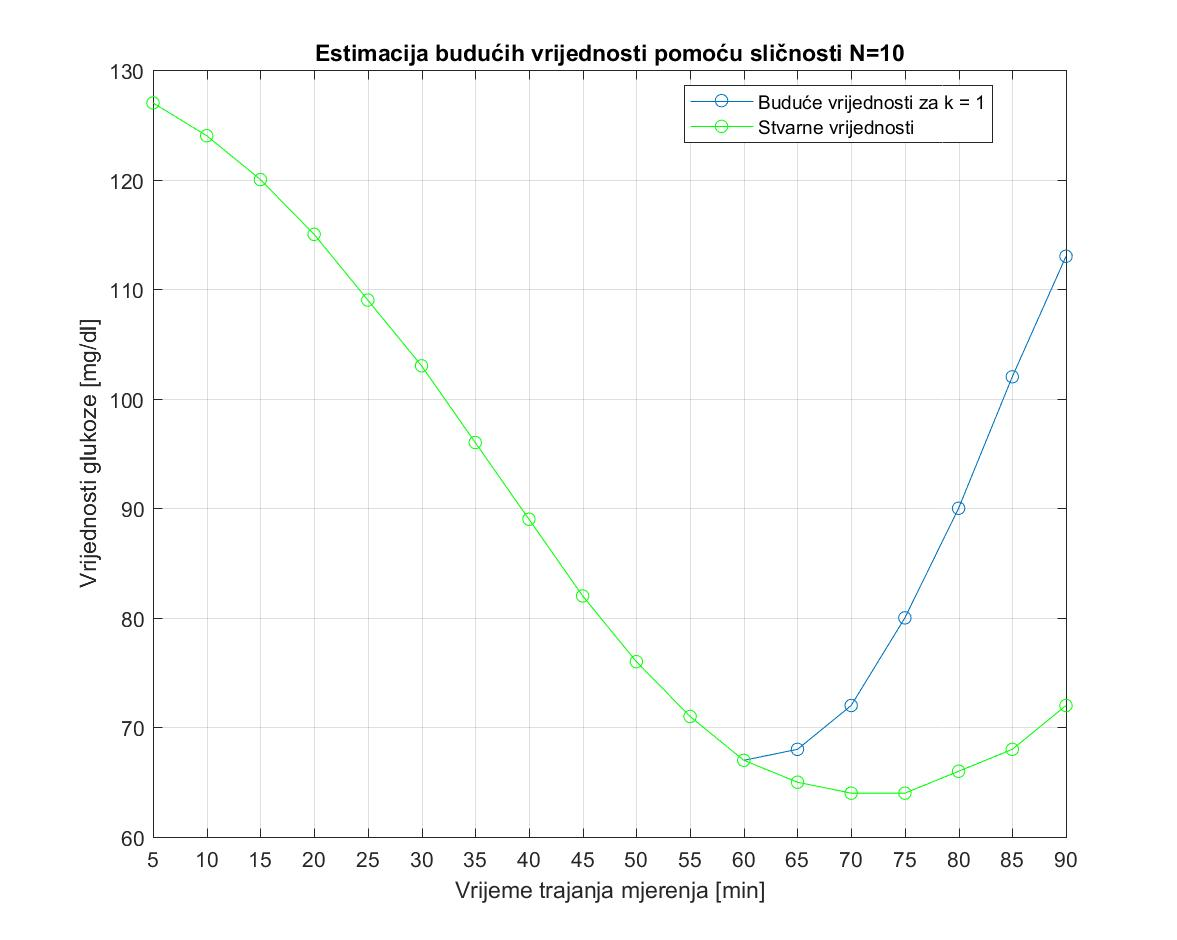 Estimacija budućih vrijednosti pomoću sličnosti N=10
Buduće vrijednosti za k = 1
Stvarne vrijednosti
Vrijednosti glukoze [mg/dl]
130
120
110
100
90
80
70
60
5 10 15 20 25 30 35 40 45 50 55 60 65 70 75 80 85 90
Vrijeme trajanja mjerenja [min]